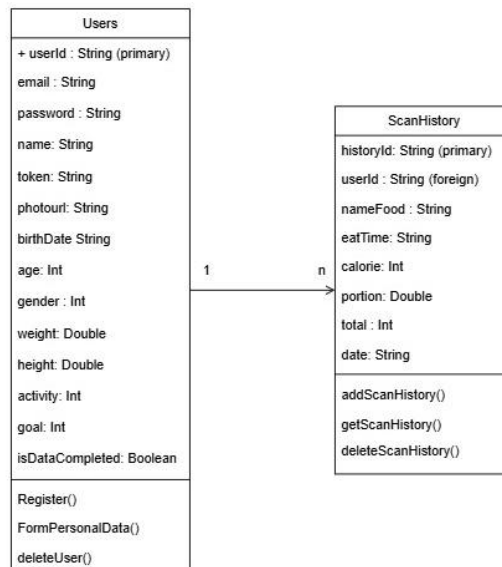 Users
+ userId : String (primary)
email : String
password : String
name: String
token: String
photourl: String
birthDate String
age: Int
gender : Int
weight: Double
height: Double
activity: Int
goal: Int
isDataCompleted: Boolean
Register()
FormPersonalData()
deleteUser()
1
n
ScanHistory
historyId: String (primary)
userId : String (foreign)
nameFood : String
eatTime: String
calorie: Int
portion: Double
total : Int
date: String
addScanHistory()
getScanHistory()
deleteScanHistory()